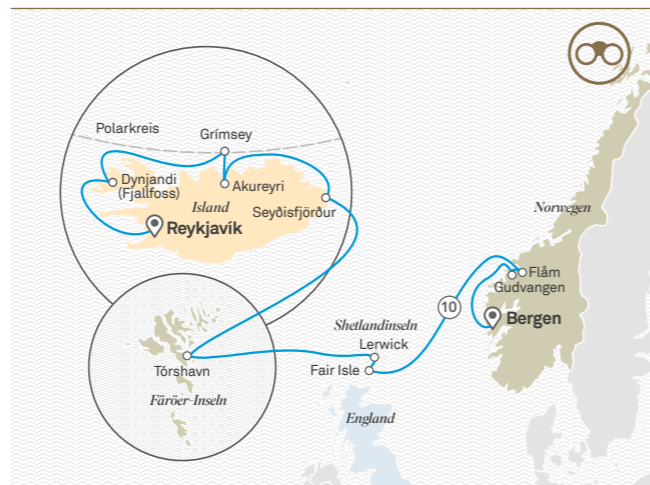 Polarkreis
Grímsey
Dynjandi
(Fjallfoss)
Akureyri
Island
Seyðisfjörður
Reykjavík
Norwegen
Flåm
Gudvangen
10
Bergen
Shetlandinseln
Lerwick
Fair Isle
Tórshavn
Färöer-Inseln
England